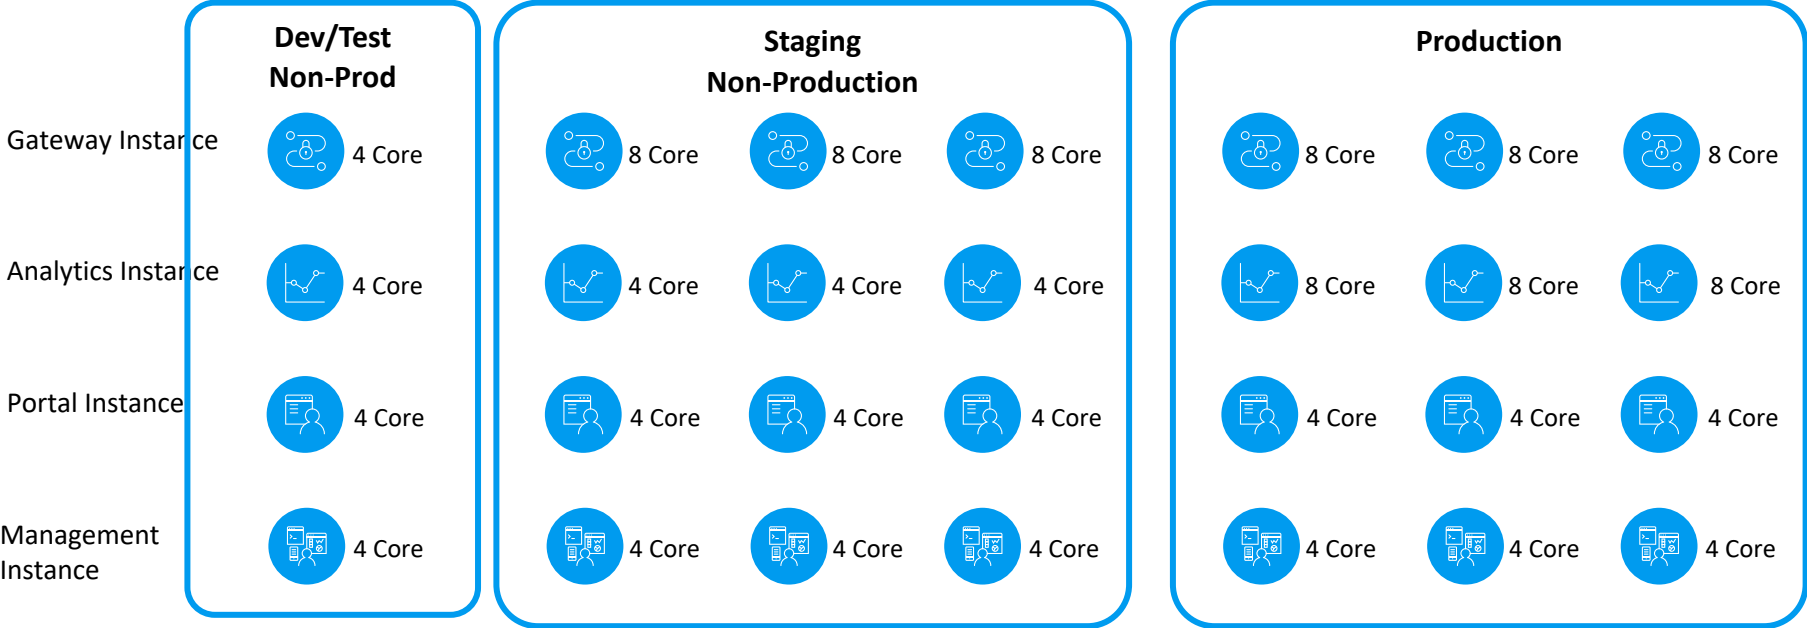 Dev/Test
Non-Prod
Staging
Non-Production
Production
Gateway Instance
4 Core
8 Core
8 Core
8 Core
8 Core
8 Core
8 Core
Analytics Instance
4 Core
4 Core
4 Core
4 Core
8 Core
8 Core
8 Core
Portal Instance
4 Core
4 Core
4 Core
4 Core
4 Core
4 Core
4 Core
Management
Instance
4 Core
4 Core
4 Core
4 Core
4 Core
4 Core
4 Core